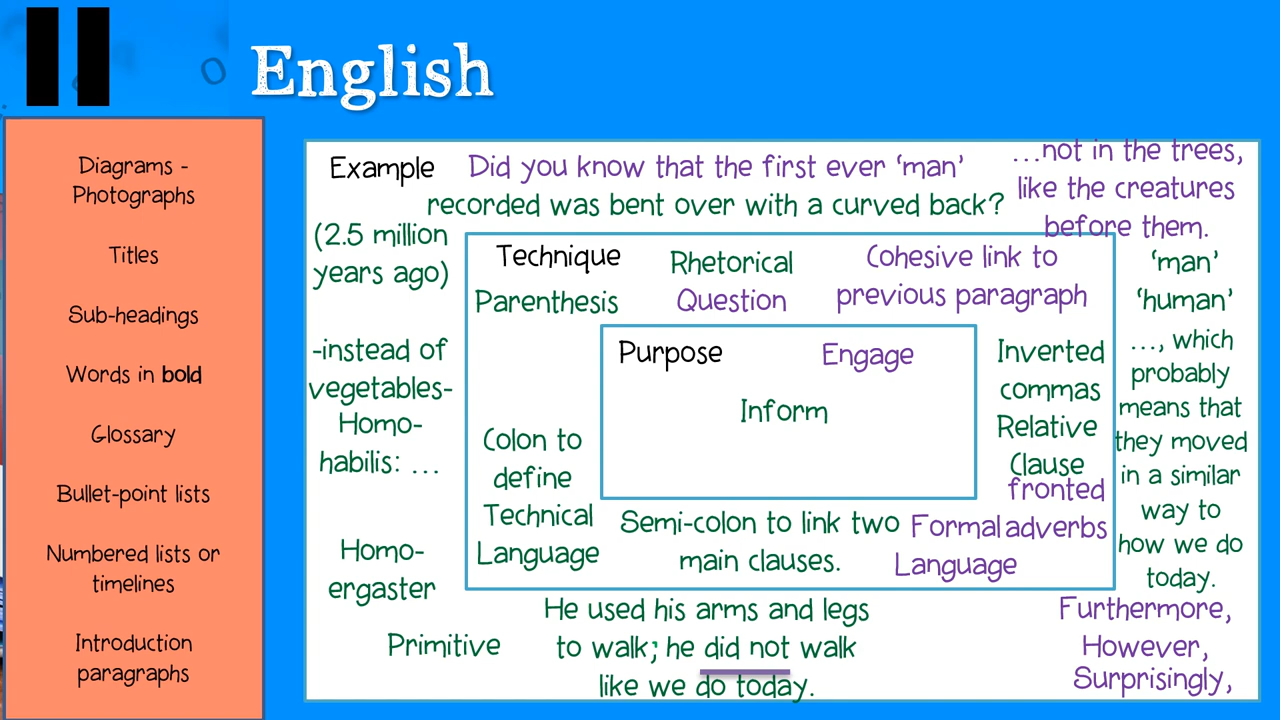 English
Diagrams -
Photographs
Titles
Sub-headings
Words in bold
Glossary
Bullet-point lists
Numbered lists or
timelines
Introduction
paragraphs
Example
Did you know that the first ever ‘man’
recorded was bent over with a curved back?
...not in the trees,
like the creatures
before them.
(2.5 million
years ago)
-instead of
vegetables-
Homo-
habilis: ...
Homo-
ergaster
Primitive
Technique
Parenthesis
Rhetorical
Question
Cohesive link to
previous paragraph
Purpose
Engage
Inform
Colon to
define
Technical
Language
Semi-colon to link two
main clauses.
Formal
Language
Inverted
commas
Relative
Clause
fronted
adverbs
‘man’
‘human’
..., which
probably
means that
they moved
in a similar
way to
how we do
today.
He used his arms and legs
to walk; he did not walk
like we do today.
Furthermore,
However,
Surprisingly,